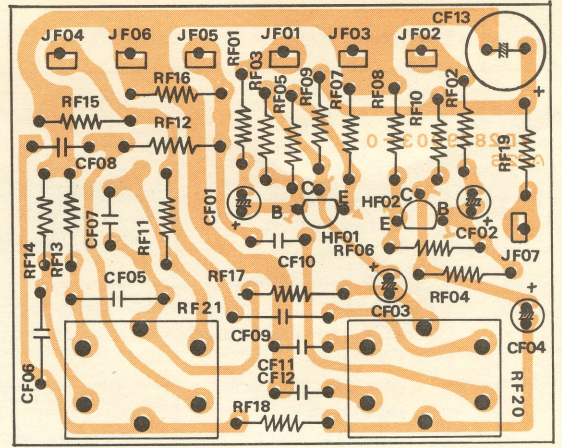 CF13
JF04 JF06 JF05 RF01 JF01 JF03 JF02
RF03 RF05 RF09 RF07 RF08 RF10 RF02
RF16
RF15
RF12
RF19
CF08
CF01
C
B
E
HF01
HF02
C
B
E
CF02
RF14 RF13 CF07 RF11
CF10
RF06
JF07
RF04
CF05
RF17
RF21
CF03
CF09
CF04
CF06
CF11
CF12
RF20
RF18
+
+
+
+
+